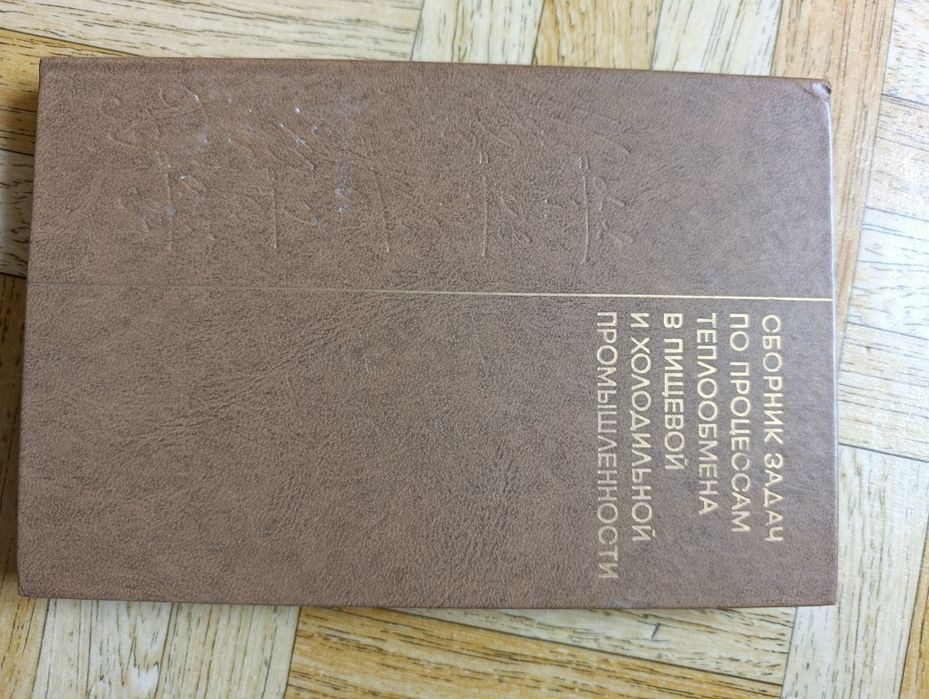 СБОРНИК ЗАДАЧ
ПО ПРОЦЕССАМ
ТЕПЛООБМЕНА
В ПИЩЕВОЙ
И ХОЛОДИЛЬНОЙ
ПРОМЫШЛЕННОСТИ